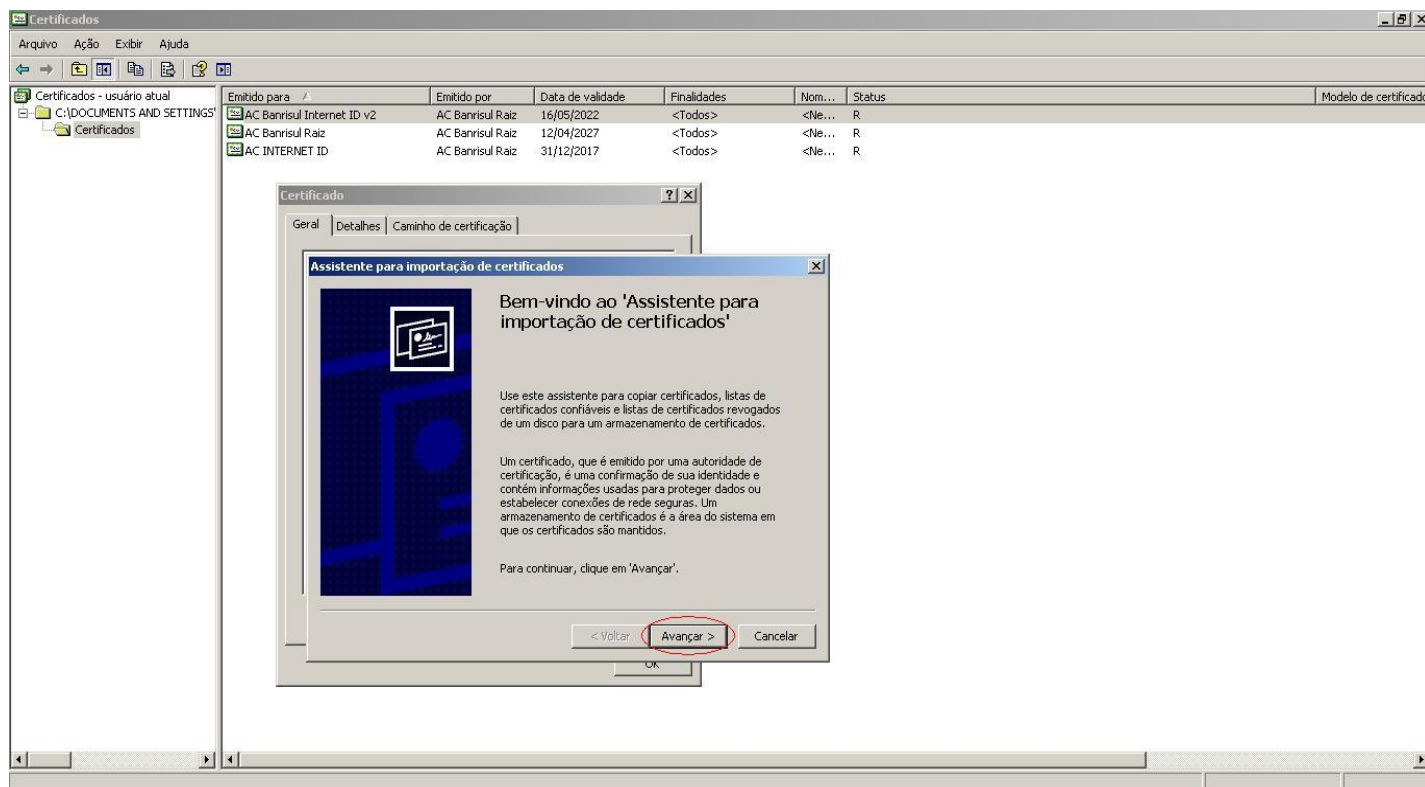 Certificados
Arquivo Ação Exibir Ajuda
Certificados - usuário atual
C:\DOCUMENTS AND SETTINGS\
Certificados
Emitido para Emitido por Data de validade Finalidades Nom... Status Modelo de certificado
AC Banrisul Internet ID v2 AC Banrisul Raiz 16/05/2022 <Todos> <Ne... R
AC Banrisul Raiz AC Banrisul Raiz 12/04/2027 <Todos> <Ne... R
AC INTERNET ID AC Banrisul Raiz 31/12/2017 <Todos> <Ne... R
Certificado
Geral Detalhes Caminho de certificação
Assistente para importação de certificados
Bem-vindo ao 'Assistente para
importação de certificados'
Use este assistente para copiar certificados, listas de
certificados confiáveis e listas de certificados revogados
de um disco para um armazenamento de certificados.
Um certificado, que é emitido por uma autoridade de
certificação, é uma confirmação de sua identidade e
contém informações usadas para proteger dados ou
estabelecer conexões de rede seguras. Um
armazenamento de certificados é a área do sistema em
que os certificados são mantidos.
Para continuar, clique em 'Avançar'.
< Voltar Avançar > Cancelar
OK